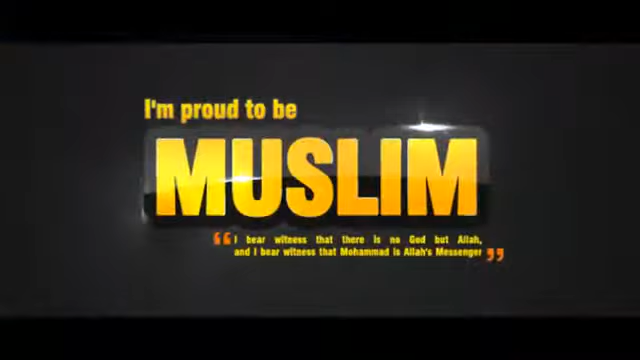 I'm proud to be
MUSLIM
“I bear witness that there is no God but Allah,
and I bear witness that Mohammad is Allah's Messenger”